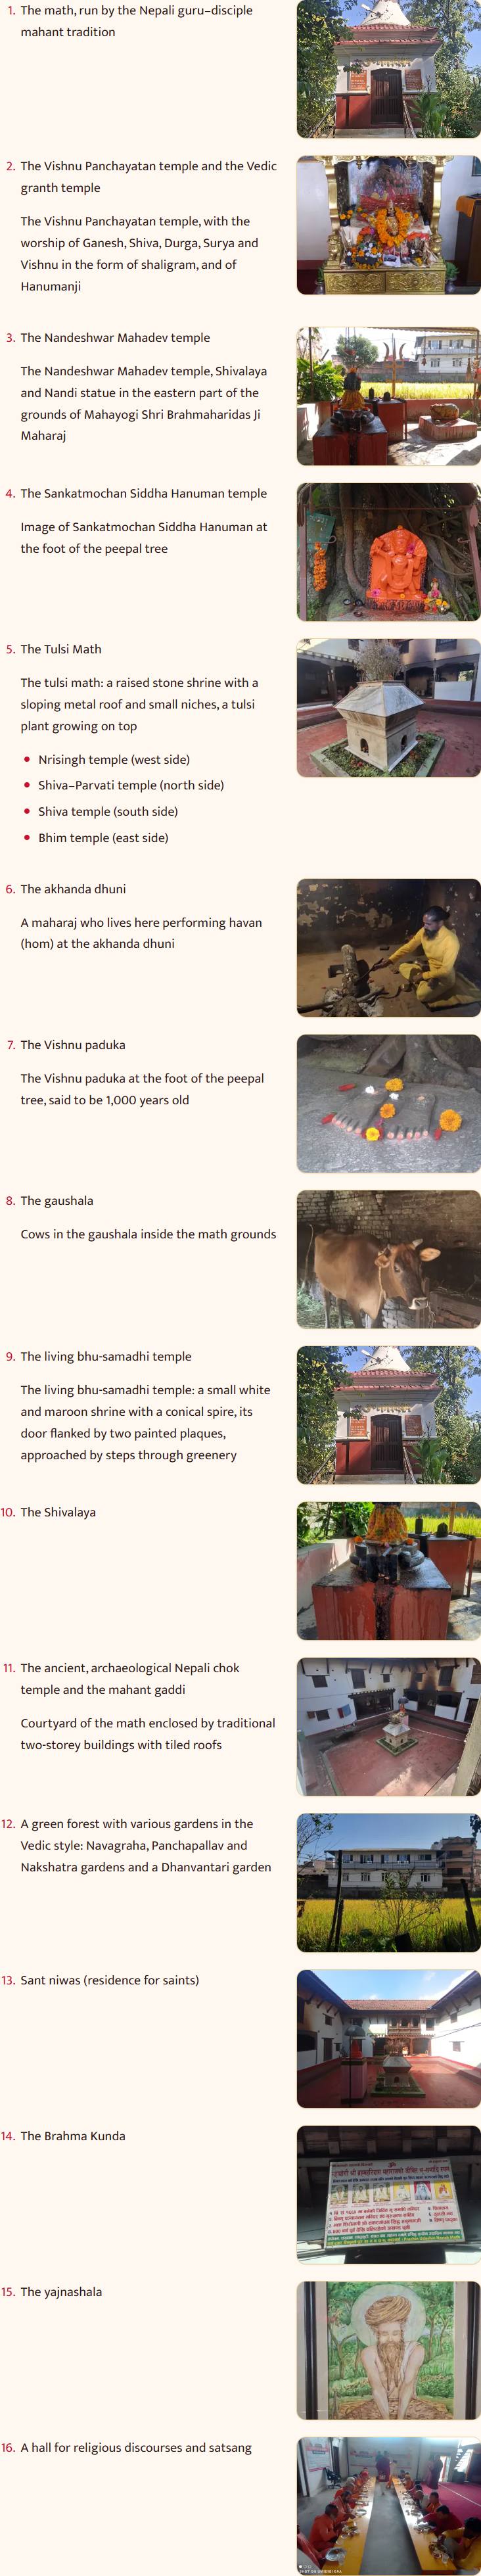 1. The math, run by the Nepali guru–disciple
mahant tradition
2. The Vishnu Panchayatan temple and the Vedic
granth temple
The Vishnu Panchayatan temple, with the
worship of Ganesh, Shiva, Durga, Surya and
Vishnu in the form of shaligram, and of
Hanumanji
3. The Nandeshwar Mahadev temple
The Nandeshwar Mahadev temple, Shivalaya
and Nandi statue in the eastern part of the
grounds of Mahayogi Shri Brahmaharidas Ji
Maharaj
4. The Sankatmochan Siddha Hanuman temple
Image of Sankatmochan Siddha Hanuman at
the foot of the peepal tree
5. The Tulsi Math
The tulsi math: a raised stone shrine with a
sloping metal roof and small niches, a tulsi
plant growing on top
• Nrisingh temple (west side)
• Shiva–Parvati temple (north side)
• Shiva temple (south side)
• Bhim temple (east side)
6. The akhanda dhuni
A maharaj who lives here performing havan
(hom) at the akhanda dhuni
7. The Vishnu paduka
The Vishnu paduka at the foot of the peepal
tree, said to be 1,000 years old
8. The gaushala
Cows in the gaushala inside the math grounds
9. The living bhu-samadhi temple
The living bhu-samadhi temple: a small white
and maroon shrine with a conical spire, its
door flanked by two painted plaques,
approached by steps through greenery
10. The Shivalaya
11. The ancient, archaeological Nepali chok
temple and the mahant gaddi
Courtyard of the math enclosed by traditional
two-storey buildings with tiled roofs
12. A green forest with various gardens in the
Vedic style: Navagraha, Panchapallav and
Nakshatra gardens and a Dhanvantari garden
13. Sant niwas (residence for saints)
14. The Brahma Kunda
15. The yajnashala
16. A hall for religious discourses and satsang